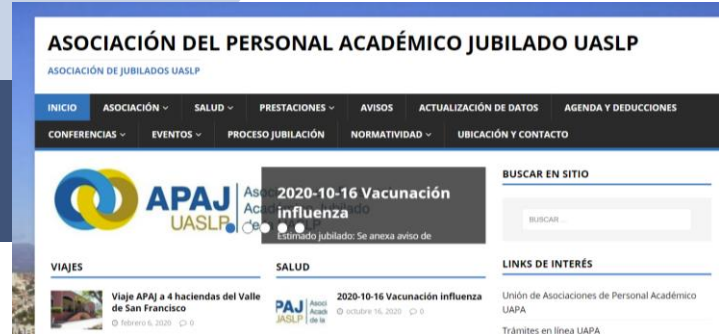 ASOCIACIÓN DEL PERSONAL ACADÉMICO JUBILADO UASLP
ASOCIACIÓN DE JUBILADOS UASLP
INICIO ASOCIACIÓN SALUD PRESTACIONES AVISOS ACTUALIZACIÓN DE DATOS AGENDA Y DEDUCCIONES
CONFERENCIAS EVENTOS PROCESO JUBILACIÓN NORMATIVIDAD UBICACIÓN Y CONTACTO
APAJ
UASLP
2020-10-16 Vacunación
influenza
Estimado jubilado: Se anexa aviso de
VIAJES
Viaje APAJ a 4 haciendas del Valle
de San Francisco
febrero 6, 2020 0
SALUD
2020-10-16 Vacunación influenza
octubre 16, 2020 0
BUSCAR EN SITIO
BUSCAR ...
LINKS DE INTERÉS
Unión de Asociaciones de Personal Académico
UAPA
Trámites en línea UAPA